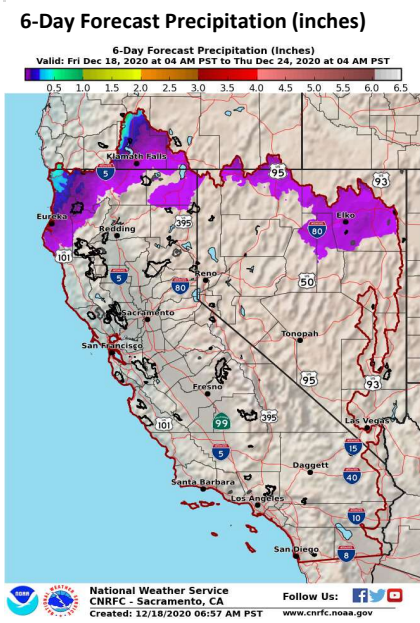 6-Day Forecast Precipitation (inches)
6-Day Forecast Precipitation (Inches)
Valid: Fri Dec 18, 2020 at 04 AM PST to Thu Dec 24, 2020 at 04 AM PST
0.5 1.0 1.5 2.0 2.5 3.0 3.5 4.0 4.5 5.0 5.5 6.0 6.5
Klamath Falls
5
95
93
Eureka
Elko
Redding
395
80
101
5
Reno
50
80
Sacramento
San Francisco
Tonopah
Fresno
95
93
99
395
101
Las Vegas
5
15
Daggett
40
Santa Barbara
Los Angeles
10
San Diego
8
NOAA
National Weather Service
CNRFC - Sacramento, CA
Created: 12/18/2020 06:57 AM PST
Follow Us:
www.cnrfc.noaa.gov